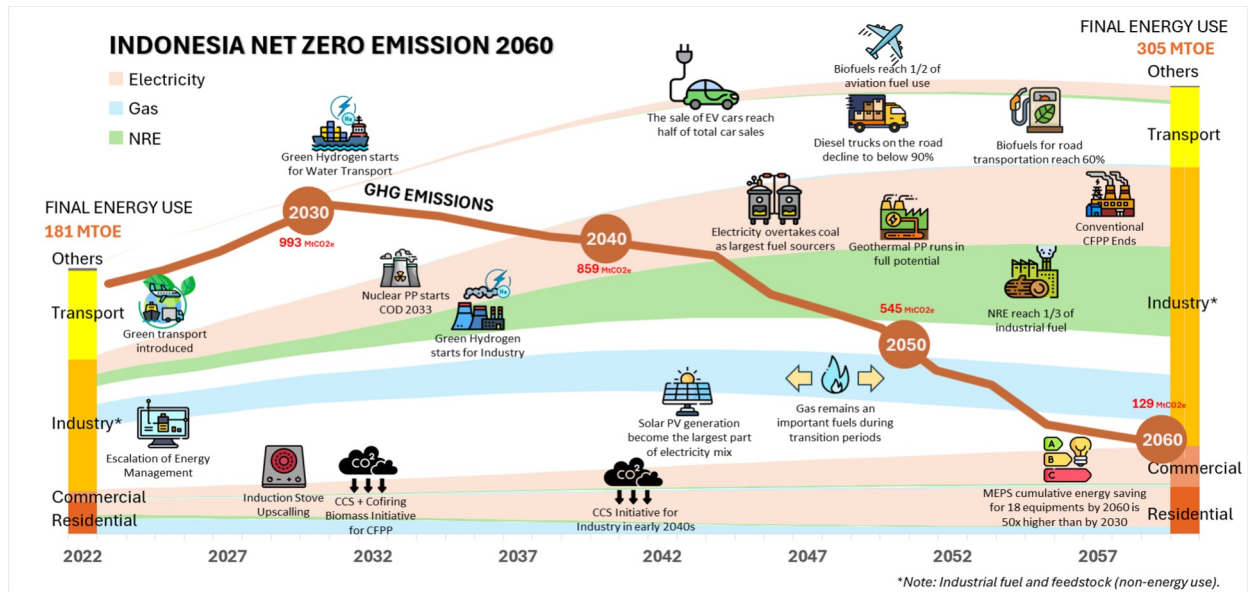 INDONESIA NET ZERO EMISSION 2060
Electricity
Gas
NRE
FINAL ENERGY USE
181 MTOE
Others
Transport
Industry*
Commercial
Residential
FINAL ENERGY USE
305 MTOE
Others
Transport
Industry*
Commercial
Residential
GHG EMISSIONS
2030
993 MtCO2e
2040
859 MtCO2e
545 MtCO2e
2050
129 MtCO2e
2060
Green transport
introduced
Escalation of Energy
Management
H₂
Green Hydrogen starts
for Water Transport
Induction Stove
Upscalling
CO2
CCS + Cofiring
Biomass Initiative
for CFPP
Nuclear PP starts
COD 2033
H₂
Green Hydrogen
starts for Industry
CO2
CCS Initiative for
Industry in early 2040s
The sale of EV cars reach
half of total car sales
Solar PV generation
become the largest part
of electricity mix
Electricity overtakes coal
as largest fuel sourcers
Gas remains an
important fuels during
transition periods
Biofuels reach 1/2 of
aviation fuel use
Diesel trucks on the road
decline to below 90%
Geothermal PP runs in
full potential
Biofuels for road
transportation reach 60%
NRE reach 1/3 of
industrial fuel
Conventional
CFPP Ends
A
B
C
MEPS cumulative energy saving
for 18 equipments by 2060 is
50x higher than by 2030
2022
2027
2032
2037
2042
2047
2052
2057
*Note: Industrial fuel and feedstock (non-energy use).